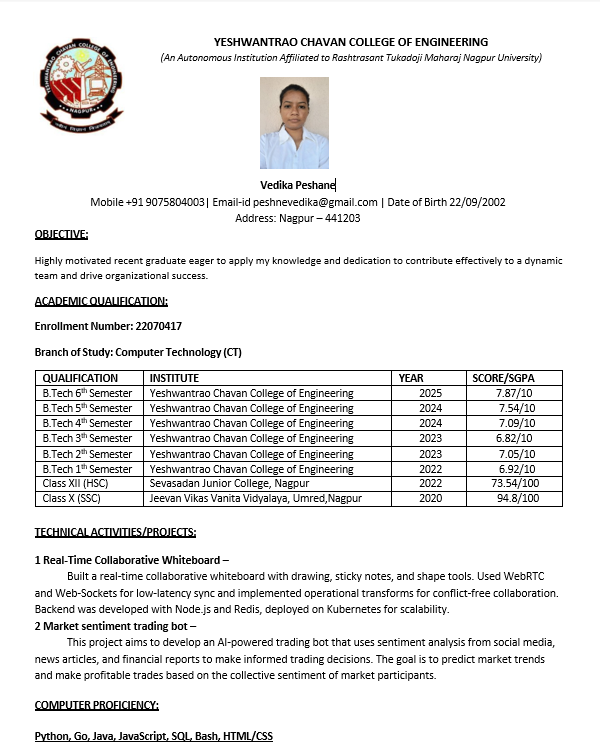 YESHWANTRAO CHAVAN COLLEGE OF ENGINEERING
(An Autonomous Institution Affiliated to Rashtrasant Tukadoji Maharaj Nagpur University)
YESHWANTRAO CHAVAN COLLEGE OF ENGINEERING
NAGPUR
Vedika Peshane
Mobile +91 9075804003| Email-id peshnevedika@gmail.com | Date of Birth 22/09/2002
Address: Nagpur – 441203
OBJECTIVE:
Highly motivated recent graduate eager to apply my knowledge and dedication to contribute effectively to a dynamic
team and drive organizational success.
ACADEMIC QUALIFICATION:
Enrollment Number: 22070417
Branch of Study: Computer Technology (CT)
QUALIFICATION INSTITUTE YEAR SCORE/SGPA
B.Tech 6th Semester Yeshwantrao Chavan College of Engineering 2025 7.87/10
B.Tech 5th Semester Yeshwantrao Chavan College of Engineering 2024 7.54/10
B.Tech 4th Semester Yeshwantrao Chavan College of Engineering 2024 7.09/10
B.Tech 3th Semester Yeshwantrao Chavan College of Engineering 2023 6.82/10
B.Tech 2th Semester Yeshwantrao Chavan College of Engineering 2023 7.05/10
B.Tech 1th Semester Yeshwantrao Chavan College of Engineering 2022 6.92/10
Class XII (HSC) Sevasadan Junior College, Nagpur 2022 73.54/100
Class X (SSC) Jeevan Vikas Vanita Vidyalaya, Umred,Nagpur 2020 94.8/100
TECHNICAL ACTIVITIES/PROJECTS:
1 Real-Time Collaborative Whiteboard –
Built a real-time collaborative whiteboard with drawing, sticky notes, and shape tools. Used WebRTC
and Web-Sockets for low-latency sync and implemented operational transforms for conflict-free collaboration.
Backend was developed with Node.js and Redis, deployed on Kubernetes for scalability.
2 Market sentiment trading bot –
This project aims to develop an AI-powered trading bot that uses sentiment analysis from social media,
news articles, and financial reports to make informed trading decisions. The goal is to predict market trends
and make profitable trades based on the collective sentiment of market participants.
COMPUTER PROFICIENCY:
Python, Go, Java, JavaScript, SQL, Bash, HTML/CSS